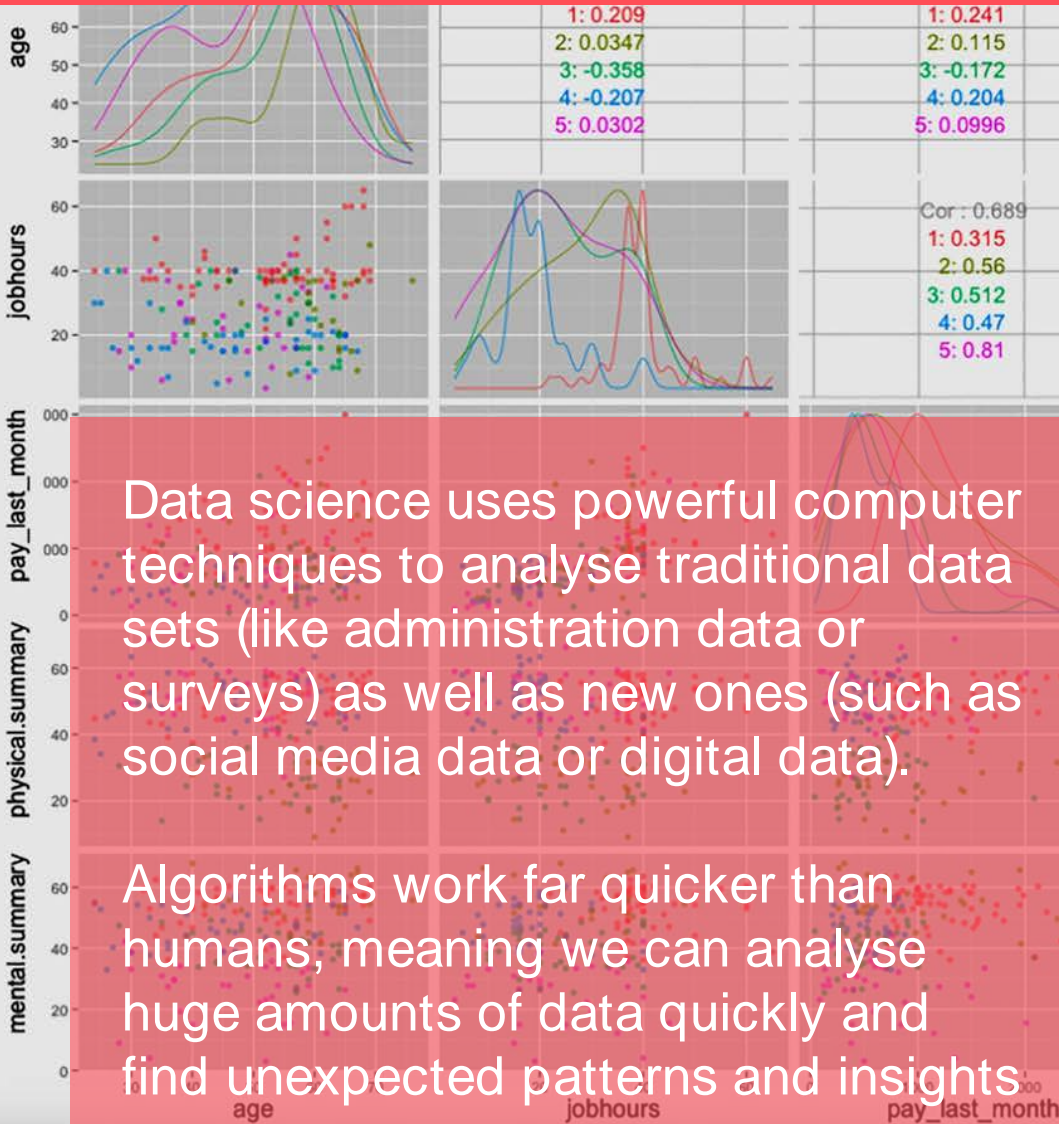 age
60
50
40
30
1: 0.209
2: 0.0347
3: -0.358
4: -0.207
5: 0.0302
1: 0.241
2: 0.115
3: -0.172
4: 0.204
5: 0.0996
jobhours
60
40
20
Cor : 0.689
1: 0.315
2: 0.56
3: 0.512
4: 0.47
5: 0.81
pay_last_month
000
000
000
0
Data science uses powerful computer
techniques to analyse traditional data
sets (like administration data or
surveys) as well as new ones (such as
social media data or digital data).
physical.summary
60
40
20
Algorithms work far quicker than
humans, meaning we can analyse
huge amounts of data quickly and
find unexpected patterns and insights
mental.summary
60
40
20
0
age
jobhours
pay_last_month